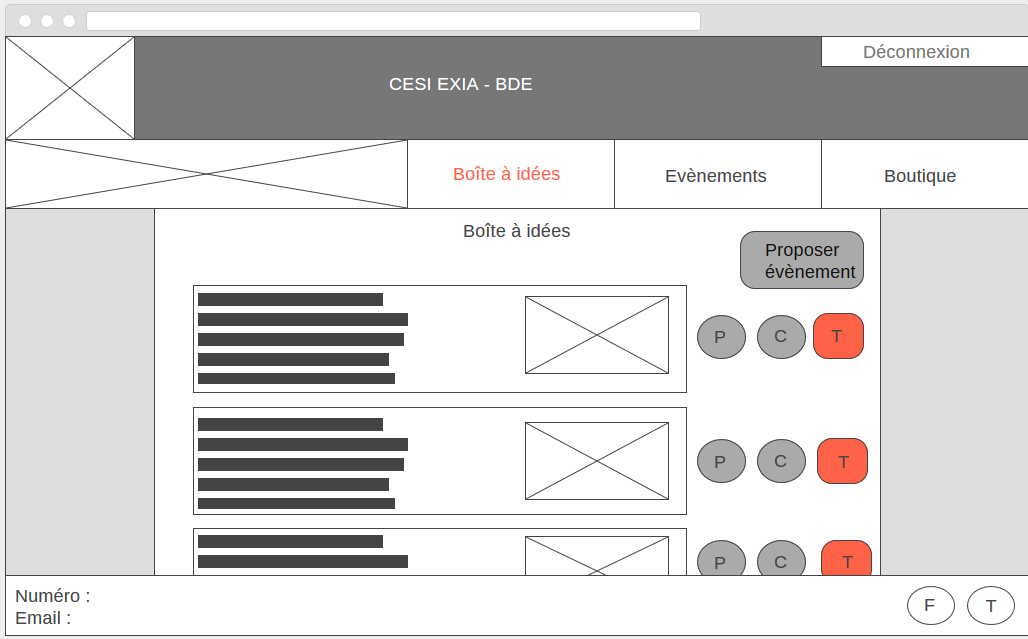 Déconnexion
CESI EXIA - BDE
Boîte à idées
Evènements
Boutique
Boîte à idées
Proposer
évènement
P C T
P C T
P C T
Numéro :
Email :
F T